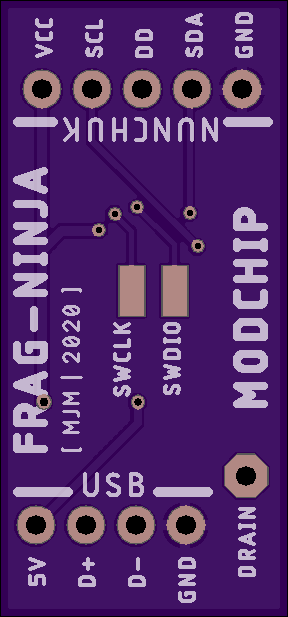 VCC SCL DD SDA GND
NUNCHUK
FRAG-NINJA
[MJM|2020]
MODCHIP
SWCLK SWDIO
USB
5V D+ D- GND DRAIN